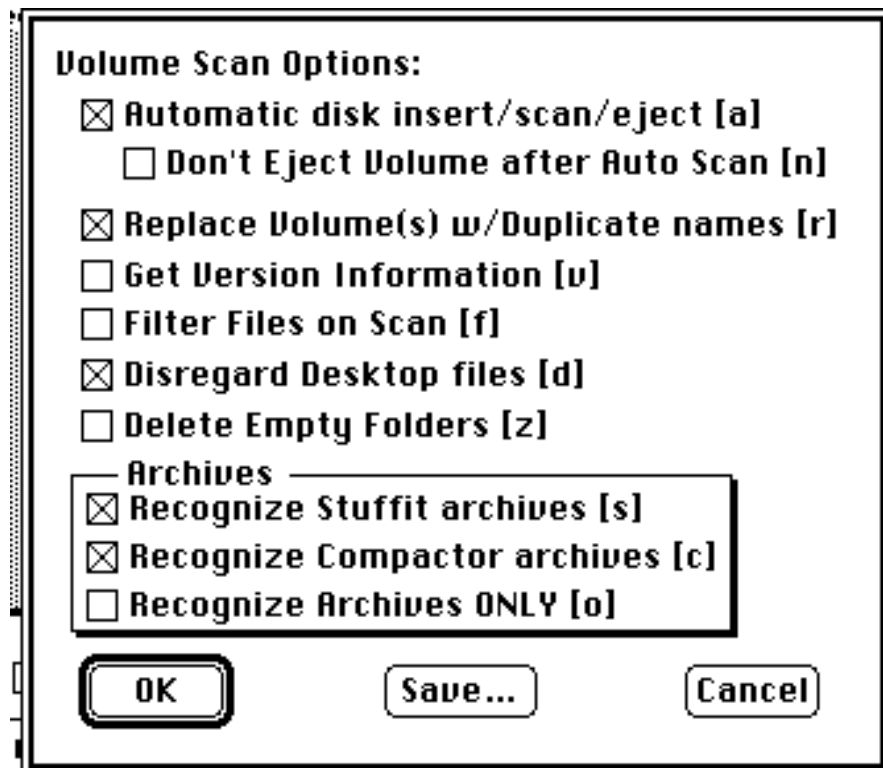 Volume Scan Options:
Automatic disk insert/scan/eject [a]
Don't Eject Volume after Auto Scan [n]
Replace Volume(s) w/Duplicate names [r]
Get Version Information [v]
Filter Files on Scan [f]
Disregard Desktop files [d]
Delete Empty Folders [z]
Archives
Recognize Stuffit archives [s]
Recognize Compactor archives [c]
Recognize Archives ONLY [o]
OK Save... Cancel